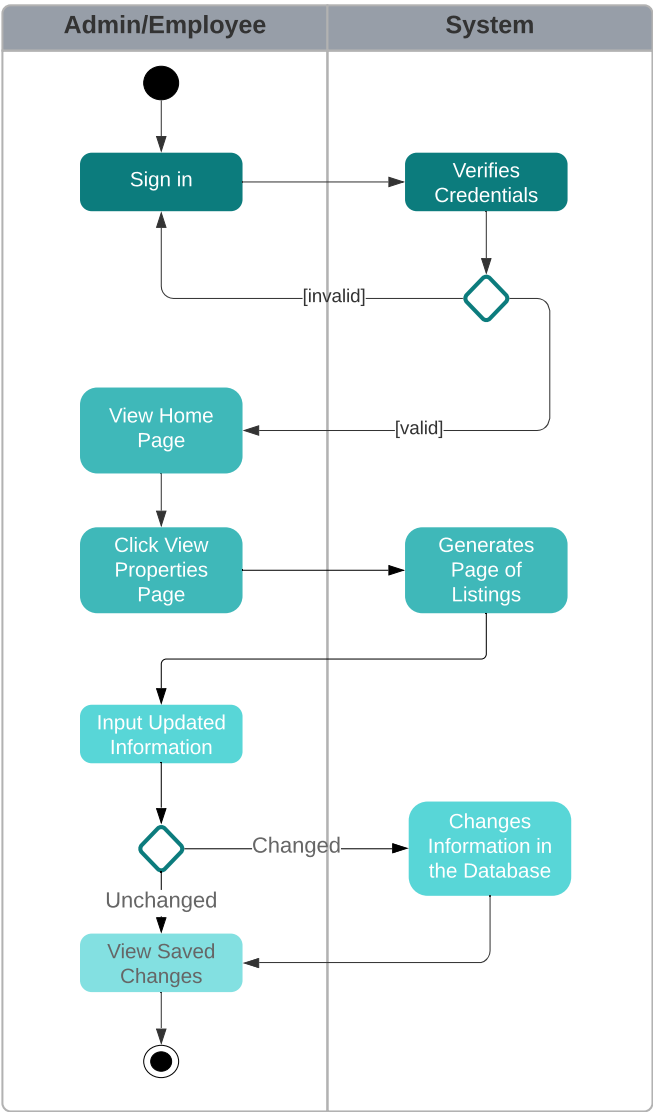 Admin/Employee
System
Sign in
Verifies
Credentials
[invalid]
View Home
Page
[valid]
Click View
Properties
Page
Generates
Page of
Listings
Input Updated
Information
Changed
Changes
Information in
the Database
Unchanged
View Saved
Changes